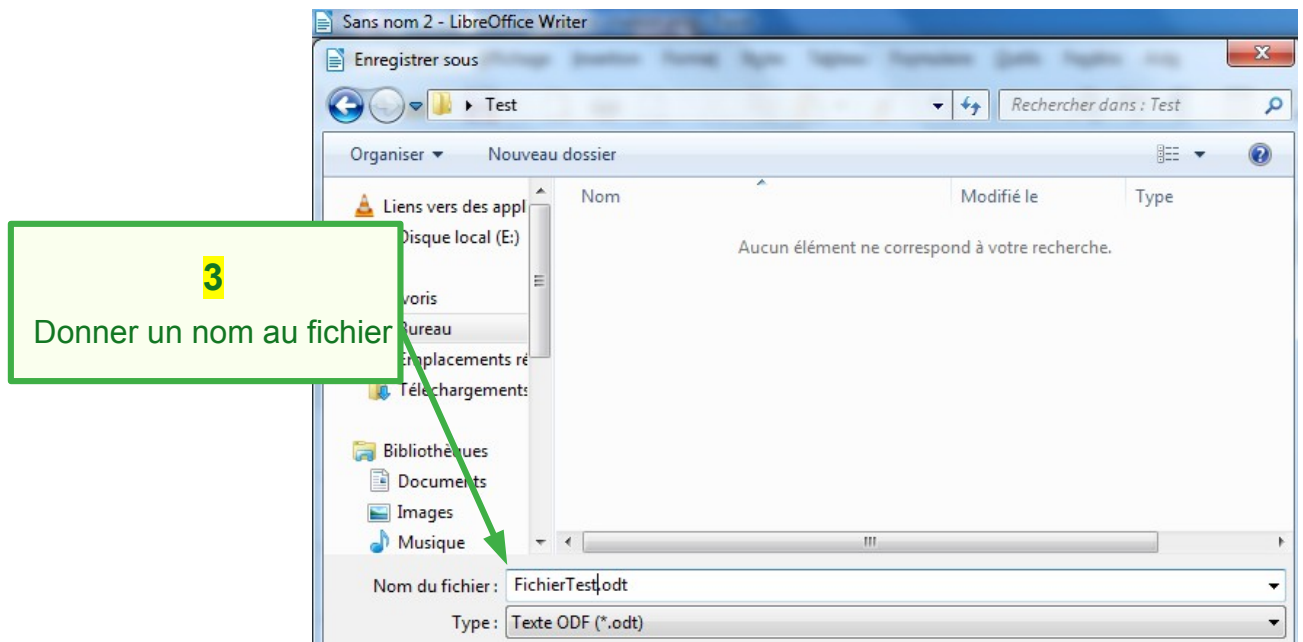 Sans nom 2 - LibreOffice Writer
Enregistrer sous
Test
Rechercher dans : Test
Organiser
Nouveau dossier
Nom
Modifié le
Type
Liens vers des appl
Disque local (E:)
Aucun élément ne correspond à votre recherche.
3
Donner un nom au fichier
voris
Bureau
Emplacements ré
Téléchargements
Bibliothèques
Documents
Images
Musique
Nom du fichier : FichierTest.odt
Type : Texte ODF (*.odt)